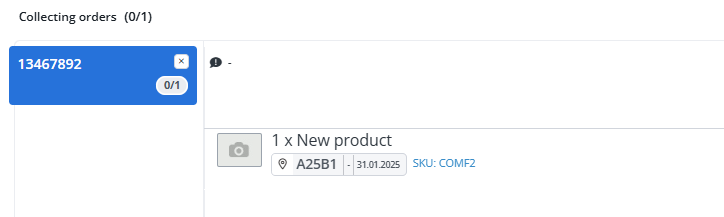 Collecting orders (0/1)
13467892
0/1
-
1 x New product
A25B1 - 31.01.2025 SKU: COMF2